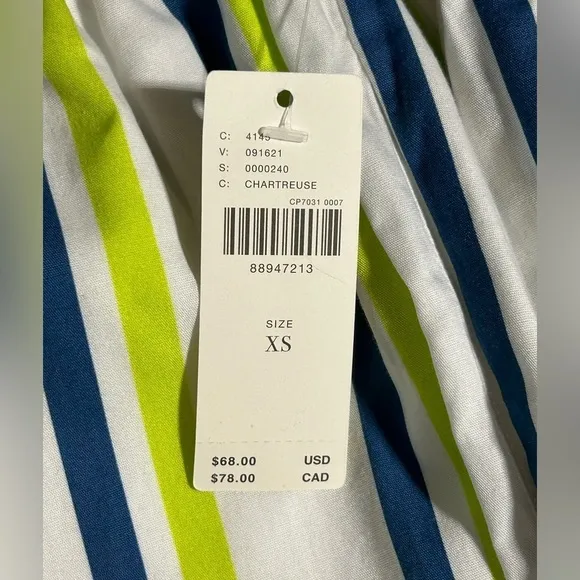 C: 4145
V: 091621
S: 0000240
C: CHARTREUSE
CP7031 0007
88947213
SIZE
XS
$68.00 USD
$78.00 CAD